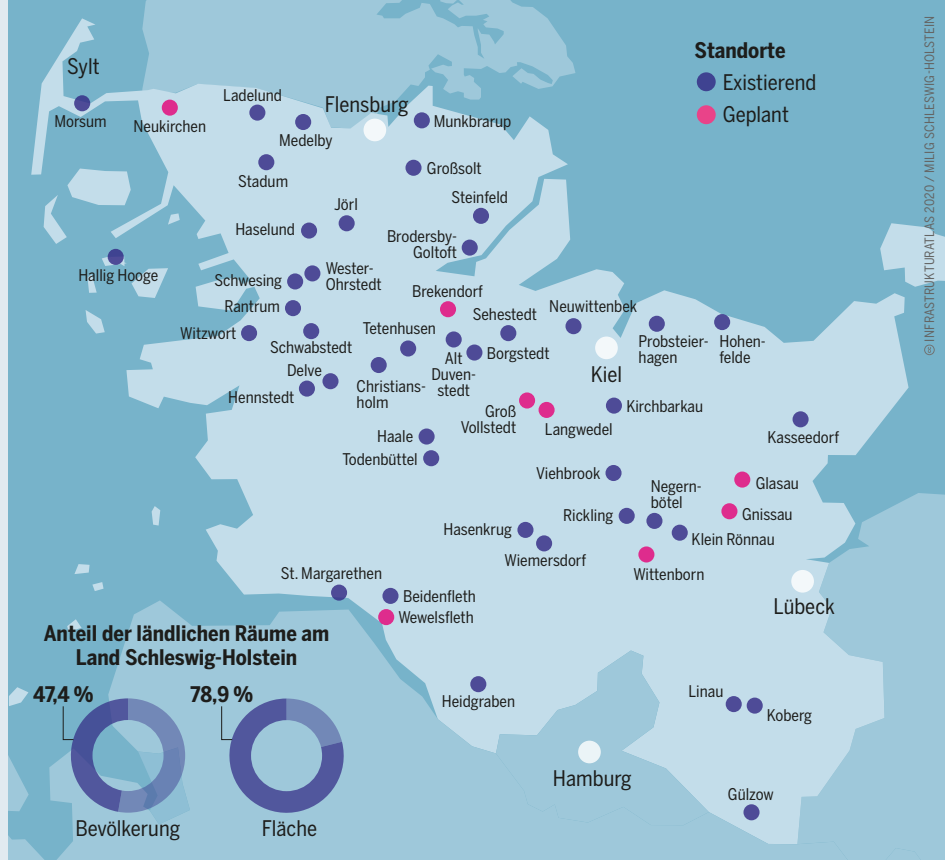 Standorte
Existierend
Geplant
© INFRASTRUKTURATLAS 2020 / MILIG SCHLESWIG-HOLSTEIN
Sylt
Morsum
Neukirchen
Ladelund
Medelby
Flensburg
Munkbrarup
Stadum
Großsolt
Steinfeld
Jörl
Haselund
Brodersby-
Goltoft
Hallig Hooge
Schwesing
Wester-
Ohrstedt
Rantrum
Witzwort
Schwabstedt
Brekendorf
Tetenhusen
Sehestedt
Neuwittenbek
Probsteier-
hagen
Hohen-
felde
Kiel
Alt
Duven-
stedt
Borgstedt
Delve
Hennstedt
Christians-
holm
Groß
Vollstedt
Langwedel
Kirchbarkau
Kasseedorf
Haale
Todenbüttel
Viehbrook
Glasau
Negern-
bötel
Rickling
Gnissau
Hasenkrug
Klein Rönnau
Wiemersdorf
Wittenborn
St. Margarethen
Beidenfleth
Wewelsfleth
Lübeck
Heidgraben
Linau
Koberg
Hamburg
Gülzow
Anteil der ländlichen Räume am
Land Schleswig-Holstein
47,4 %
78,9 %
Bevölkerung
Fläche